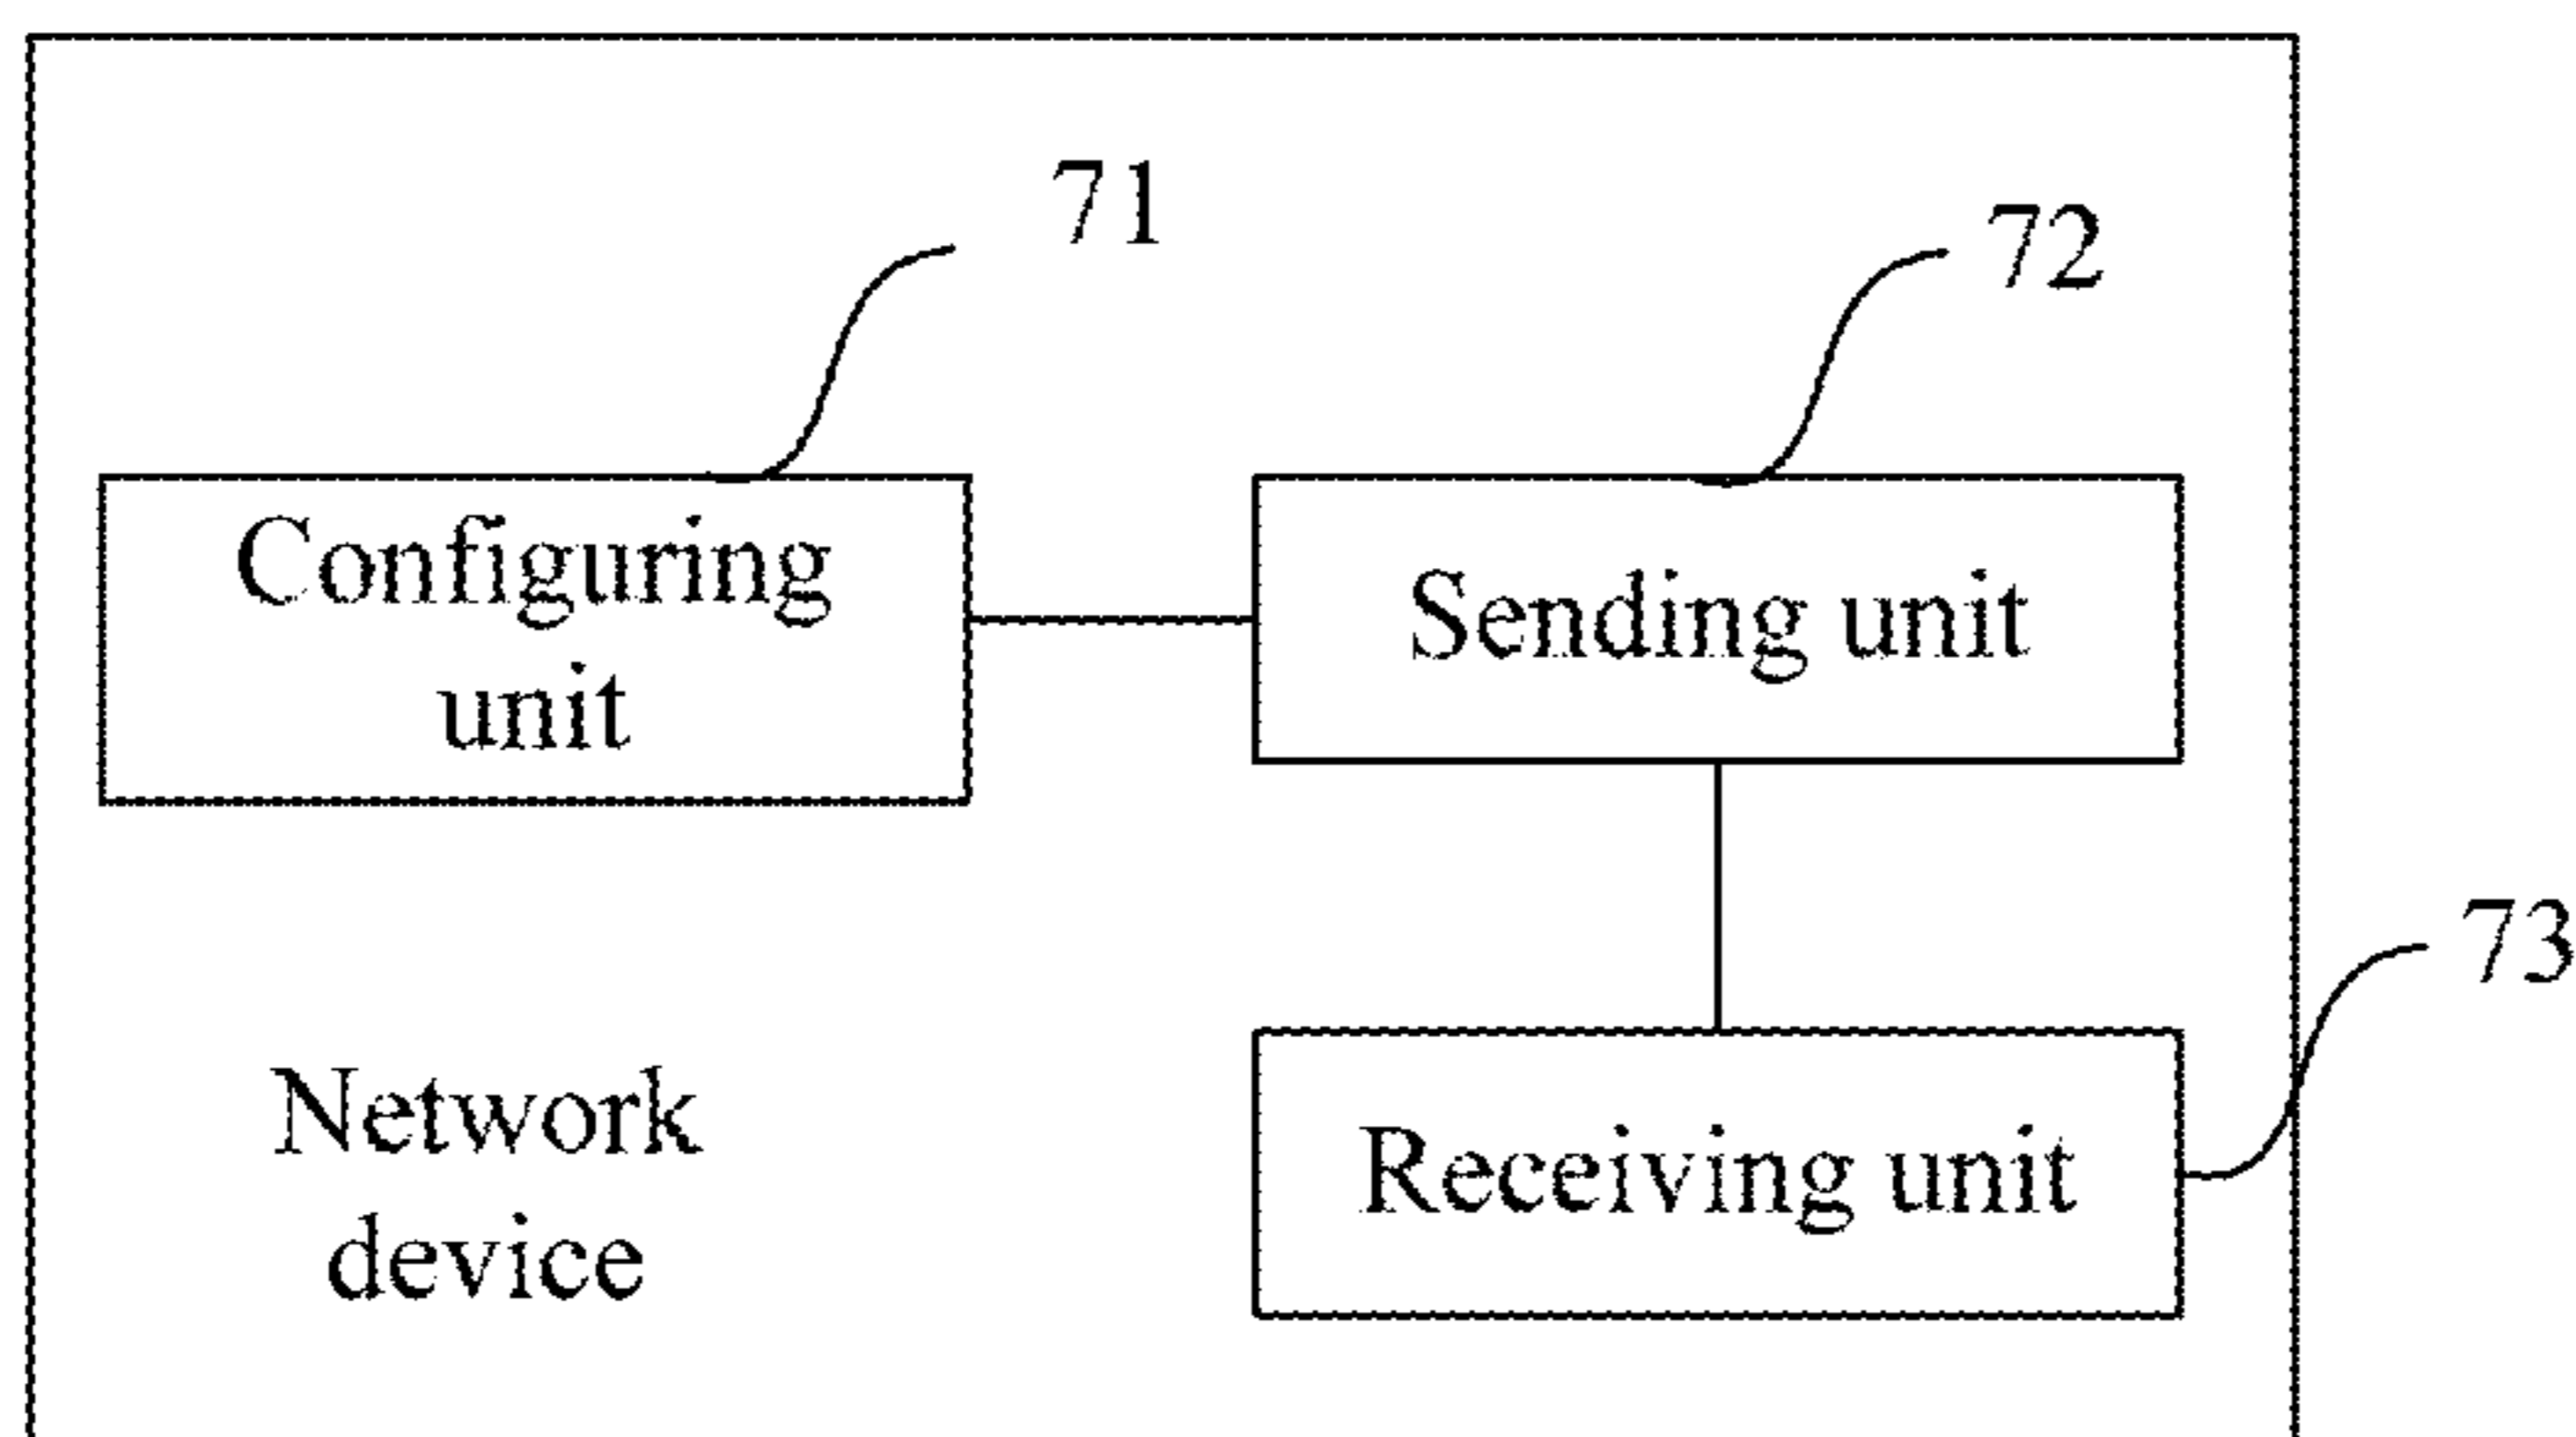 71
72
Configuring
unit
Sending unit
73
Network
device
Receiving unit